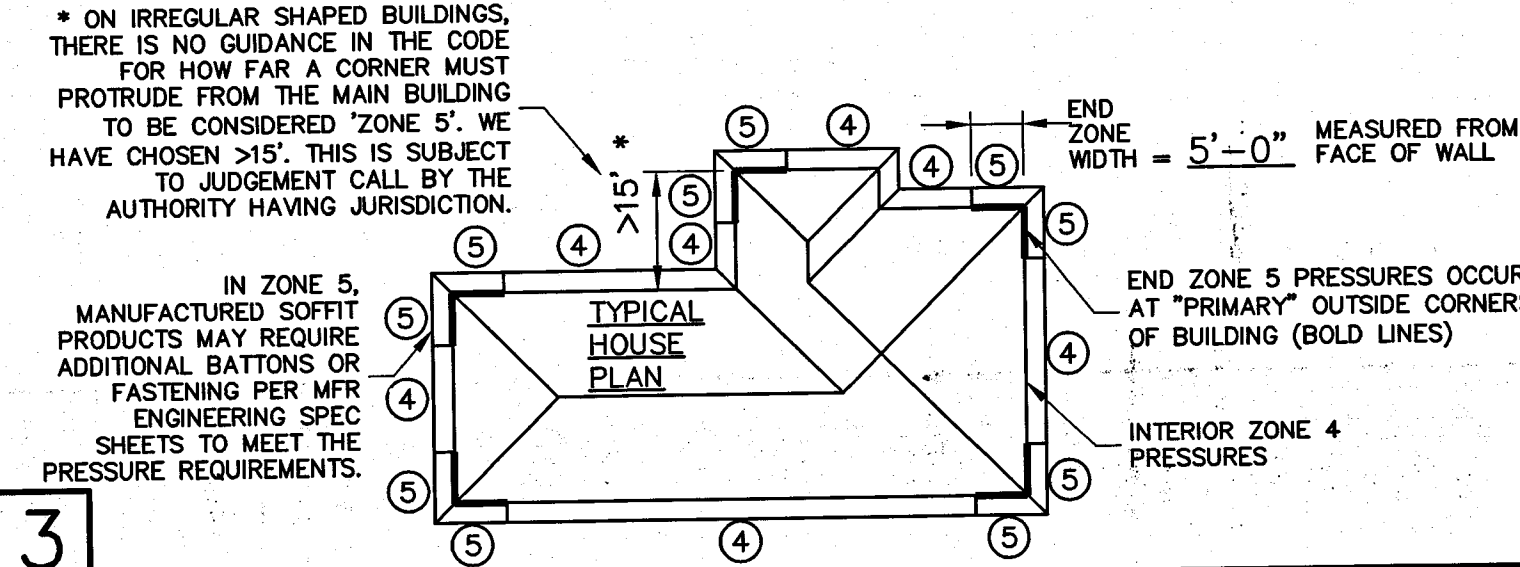 * ON IRREGULAR SHAPED BUILDINGS,
THERE IS NO GUIDANCE IN THE CODE
FOR HOW FAR A CORNER MUST
PROTRUDE FROM THE MAIN BUILDING
TO BE CONSIDERED 'ZONE 5'. WE
HAVE CHOSEN >15'. THIS IS SUBJECT
TO JUDGEMENT CALL BY THE
AUTHORITY HAVING JURISDICTION.
IN ZONE 5,
MANUFACTURED SOFFIT
PRODUCTS MAY REQUIRE
ADDITIONAL BATTONS OR
FASTENING PER MFR
ENGINEERING SPEC
SHEETS TO MEET THE
PRESSURE REQUIREMENTS.
3
>15' *
5
4
4
5
5
4
5
4
5
4
5
5
4
5
5
4
5
TYPICAL
HOUSE
PLAN
END
ZONE
WIDTH = 5'-0" MEASURED FROM
FACE OF WALL
END ZONE 5 PRESSURES OCCUR
AT "PRIMARY" OUTSIDE CORNERS
OF BUILDING (BOLD LINES)
INTERIOR ZONE 4
PRESSURES